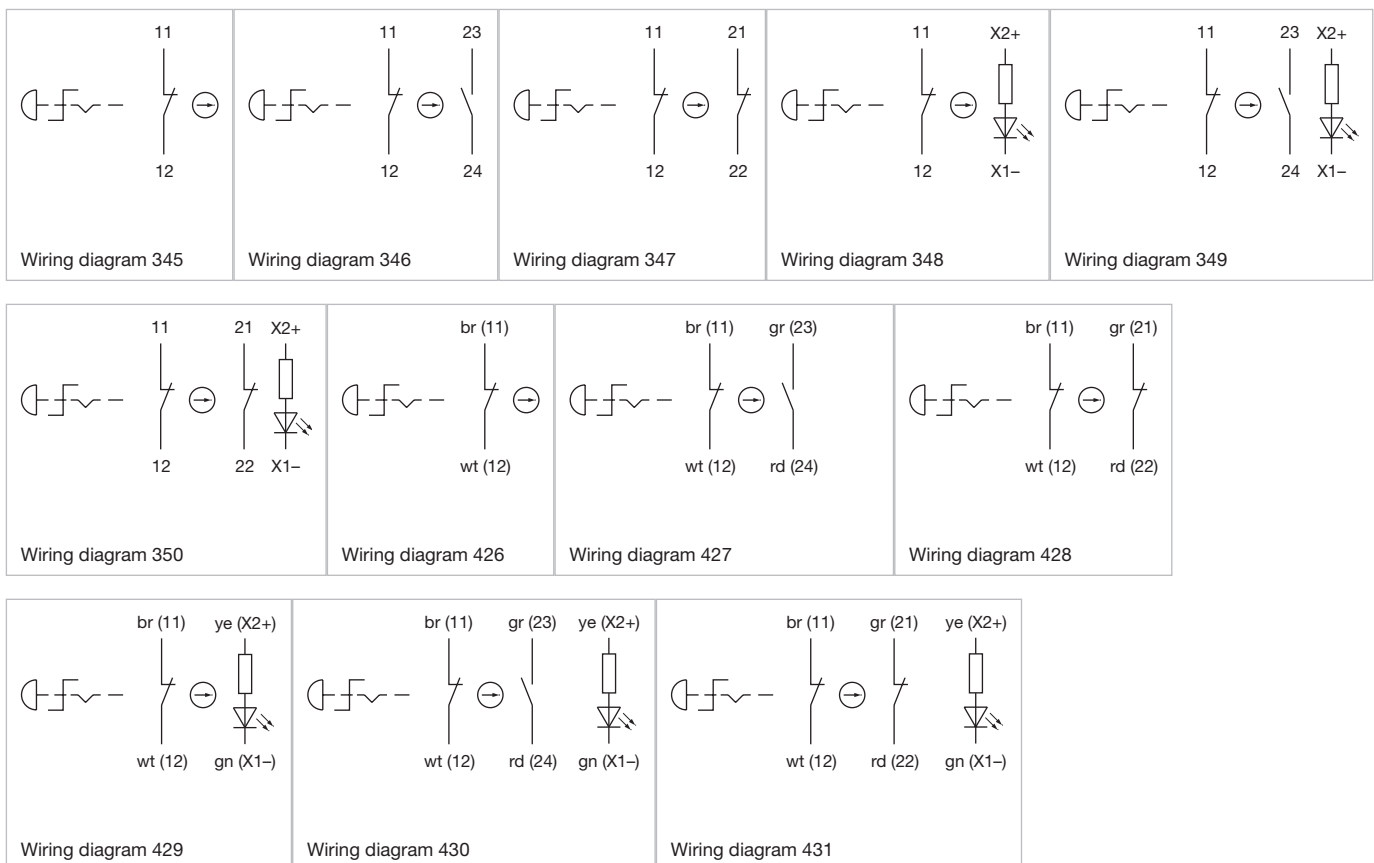 11 11 23 11 21 11 X2+ 11 23 X2+
12 12 24 12 22 12 X1– 12 24 X1–
Wiring diagram 345 Wiring diagram 346 Wiring diagram 347 Wiring diagram 348 Wiring diagram 349
11 21 X2+ br (11) br (11) gr (23) br (11) gr (21)
12 22 X1– wt (12) wt (12) rd (24) wt (12) rd (22)
Wiring diagram 350 Wiring diagram 426 Wiring diagram 427 Wiring diagram 428
br (11) ye (X2+) br (11) gr (23) ye (X2+) br (11) gr (21) ye (X2+)
wt (12) gn (X1–) wt (12) rd (24) gn (X1–) wt (12) rd (22) gn (X1–)
Wiring diagram 429 Wiring diagram 430 Wiring diagram 431